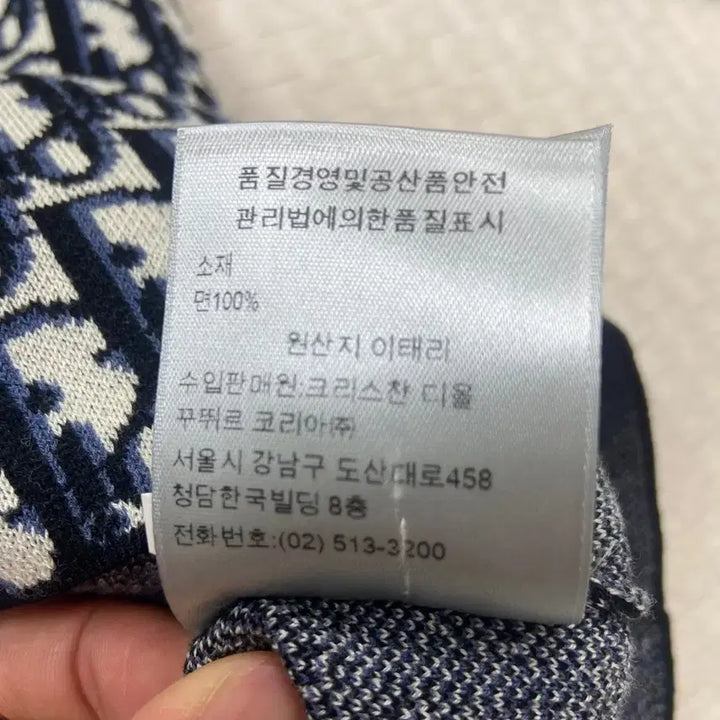 품질경영및공산품안전
관리법에의한품질표시
소재
면100%
원산지 이태리
수입판매원:크리스챤 디올
꾸뛰르 코리아㈜
서울시 강남구 도산대로458
청담한국빌딩 8층
전화번호:(02) 513-3200